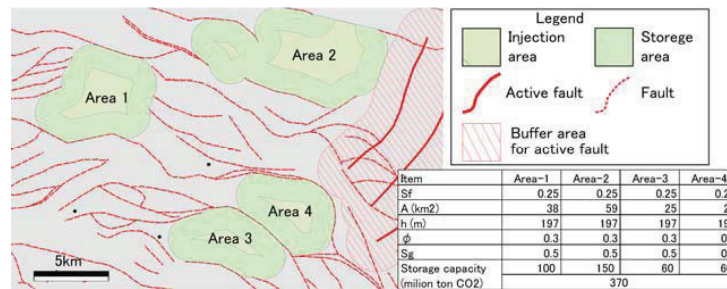 Area 1
Area 2
Area 3
Area 4
5km
Legend
Injection area
Storage area
Active fault
Fault
Buffer area for active fault
Item Area-1 Area-2 Area-3 Area-4
Sf 0.25 0.25 0.25
A (km2) 38 59 25
h (m) 197 197 197
ϕ 0.3 0.3 0.3
Sg 0.5 0.5 0.5
Storage capacity 100 150 60
(milion ton CO2) 370